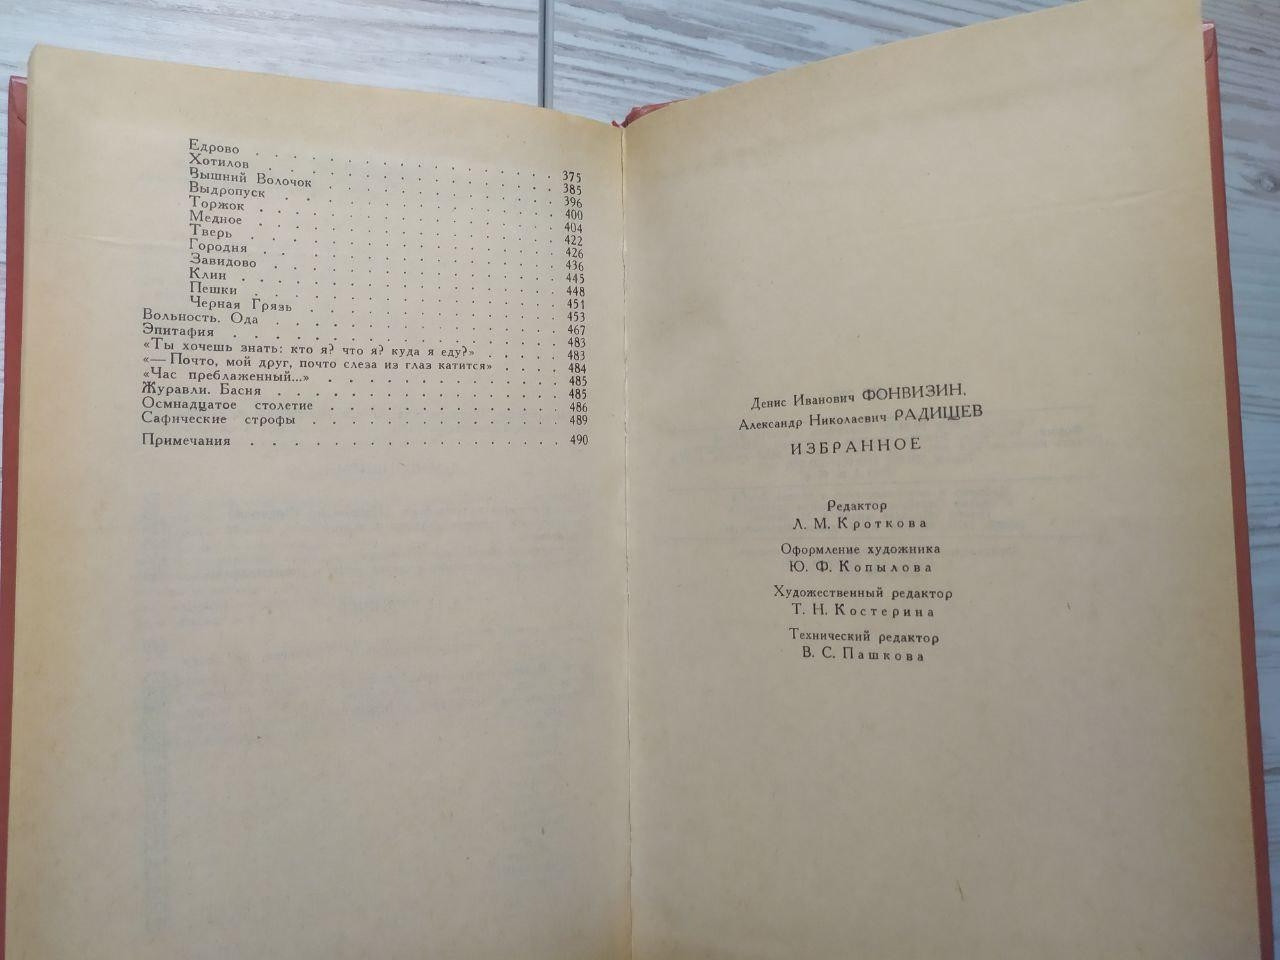 Едрово . . . . . . . . . . . . . . . 375
Хотилов . . . . . . . . . . . . . . . 385
Вышний Волочок . . . . . . . . . . . . 396
Выдропуск . . . . . . . . . . . . . . 400
Торжок . . . . . . . . . . . . . . . 404
Медное . . . . . . . . . . . . . . . 422
Тверь . . . . . . . . . . . . . . . 426
Городня . . . . . . . . . . . . . . . 436
Завидово . . . . . . . . . . . . . . 445
Клин . . . . . . . . . . . . . . . . 448
Пешки . . . . . . . . . . . . . . . 451
Черная Грязь . . . . . . . . . . . . . 453
Вольность. Ода . . . . . . . . . . . . . 467
Эпитафия . . . . . . . . . . . . . . . 483
«Ты хочешь знать: кто я? что я? куда я еду?» . . . . . 483
«— Почто, мой друг, почто слеза из глаз катится» . . . . 484
«Час преблаженный...» . . . . . . . . . . . 485
Журавли. Басня . . . . . . . . . . . . . 485
Осмнадцатое столетие . . . . . . . . . . . 486
Сафические строфы . . . . . . . . . . . . 489
Примечания . . . . . . . . . . . . . . 490
Денис Иванович ФОНВИЗИН,
Александр Николаевич РАДИЩЕВ
ИЗБРАННОЕ
Редактор
Л. М. Кроткова
Оформление художника
Ю. Ф. Копылова
Художественный редактор
Т. Н. Костерина
Технический редактор
В. С. Пашкова